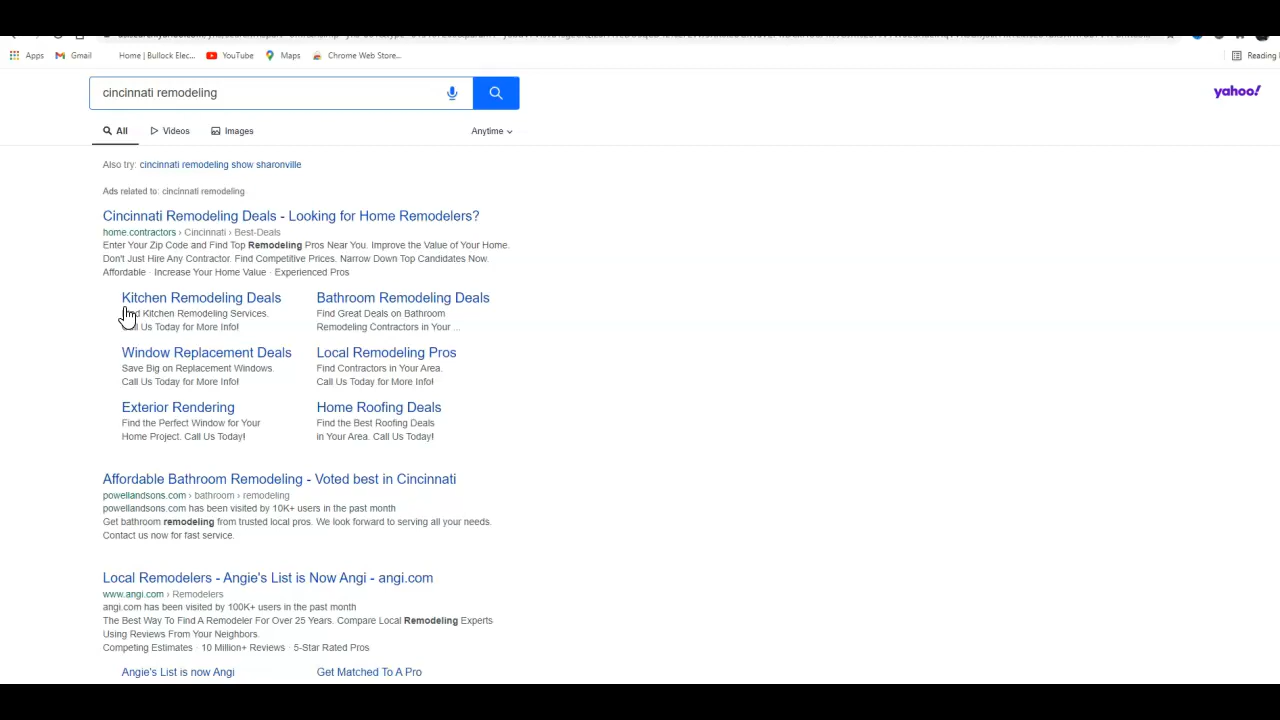 Apps Gmail Home | Bullock Elec... YouTube Maps Chrome Web Store... Reading
cincinnati remodeling
yahoo!
All Videos Images Anytime
Also try: cincinnati remodeling show sharonville
Ads related to: cincinnati remodeling
Cincinnati Remodeling Deals - Looking for Home Remodelers?
home.contractors › Cincinnati › Best-Deals
Enter Your Zip Code and Find Top Remodeling Pros Near You. Improve the Value of Your Home.
Don't Just Hire Any Contractor. Find Competitive Prices. Narrow Down Top Candidates Now.
Affordable · Increase Your Home Value · Experienced Pros
Kitchen Remodeling Deals
Kitchen Remodeling Services.
Us Today for More Info!
Bathroom Remodeling Deals
Find Great Deals on Bathroom
Remodeling Contractors in Your ...
Window Replacement Deals
Save Big on Replacement Windows.
Call Us Today for More Info!
Local Remodeling Pros
Find Contractors in Your Area.
Call Us Today for More Info!
Exterior Rendering
Find the Perfect Window for Your
Home Project. Call Us Today!
Home Roofing Deals
Find the Best Roofing Deals
in Your Area. Call Us Today!
Affordable Bathroom Remodeling - Voted best in Cincinnati
powellandsons.com › bathroom › remodeling
powellandsons.com has been visited by 10K+ users in the past month
Get bathroom remodeling from trusted local pros. We look forward to serving all your needs.
Contact us now for fast service.
Local Remodelers - Angie's List is Now Angi - angi.com
www.angi.com › Remodelers
angi.com has been visited by 100K+ users in the past month
The Best Way To Find A Remodeler For Over 25 Years. Compare Local Remodeling Experts
Using Reviews From Your Neighbors.
Competing Estimates · 10 Million+ Reviews · 5-Star Rated Pros
Angie's List is now Angi
Get Matched To A Pro